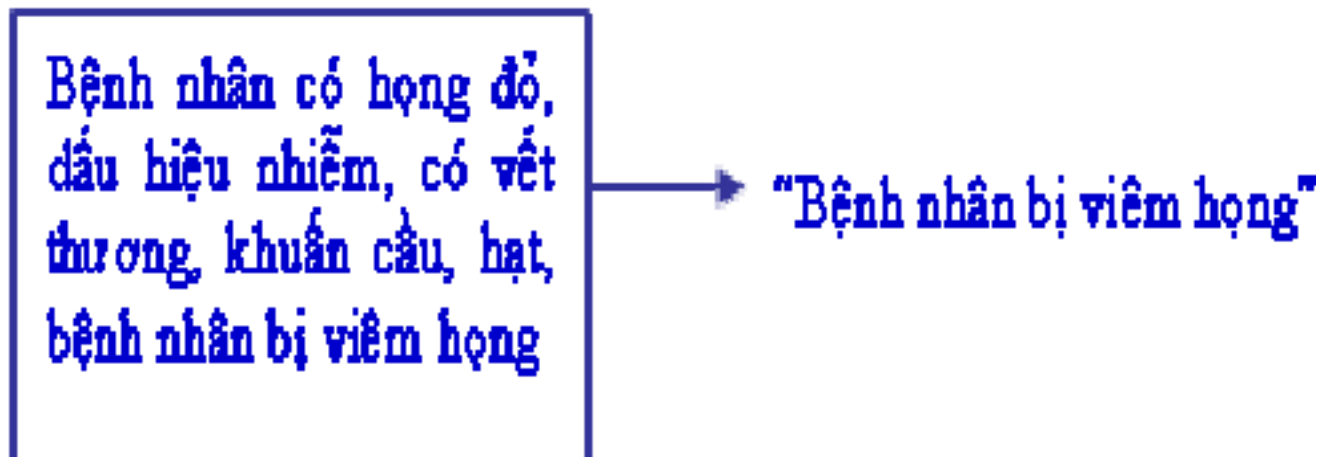 Bệnh nhân có họng đỏ,
dấu hiệu nhiễm, có vết
thương, khuẩn cầu, hạt,
bệnh nhân bị viêm họng
“Bệnh nhân bị viêm họng”